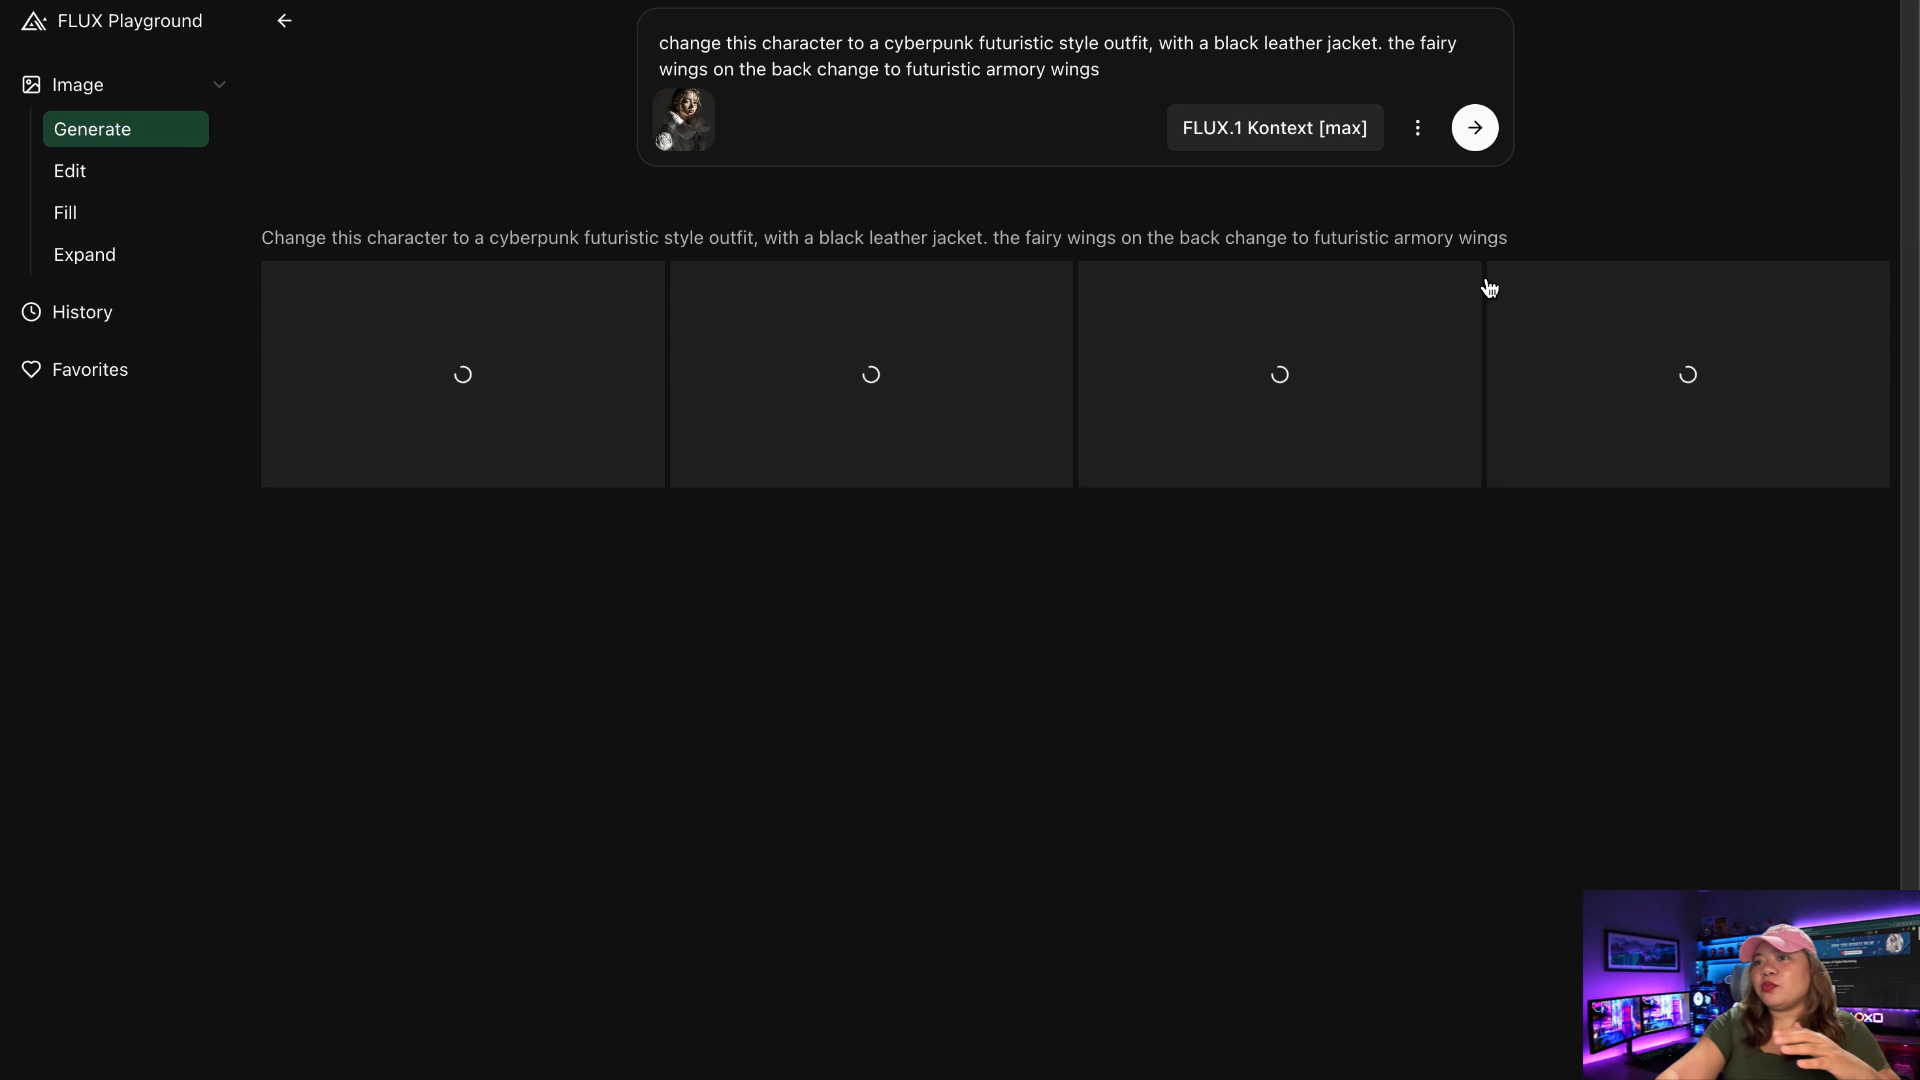 FLUX Playground
Image
Generate
Edit
Fill
Expand
History
Favorites
change this character to a cyberpunk futuristic style outfit, with a black leather jacket. the fairy
wings on the back change to futuristic armory wings
FLUX.1 Kontext [max]
Change this character to a cyberpunk futuristic style outfit, with a black leather jacket. the fairy wings on the back change to futuristic armory wings